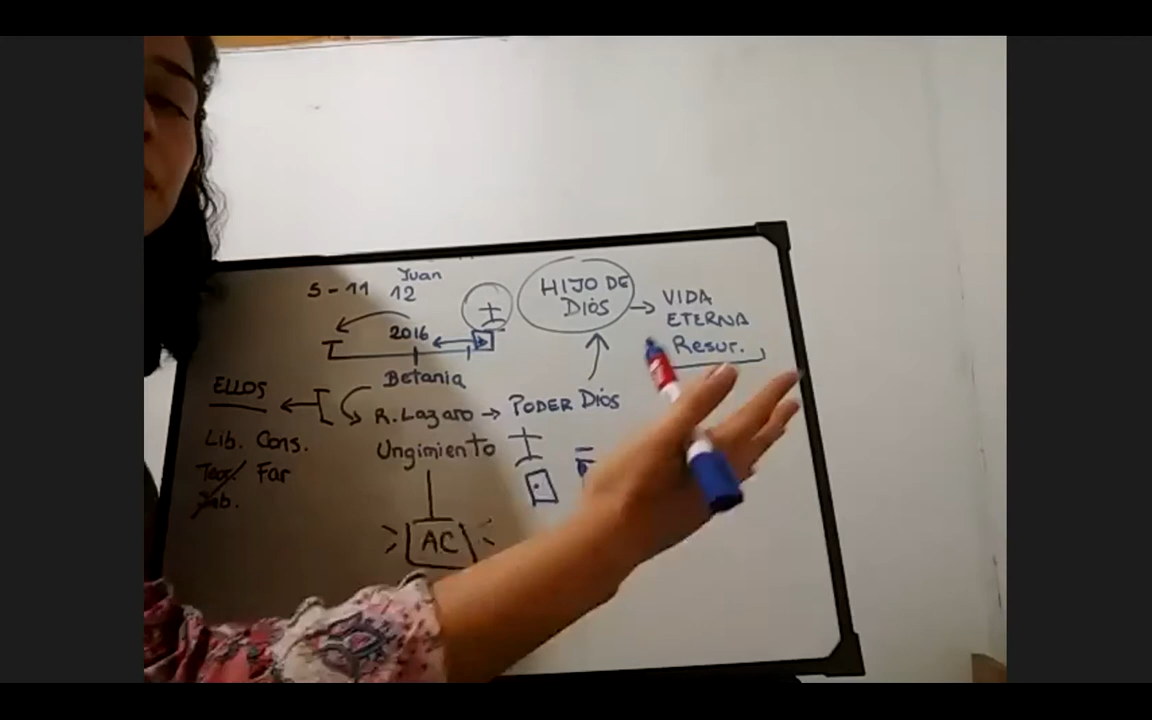 Juan
5 - 11 12
2016
Betania
HIJO DE
DIOS
VIDA
ETERNA
Resur.
ELLOS
R. Lazaro → PODER DIOS
Lib. Cons.
Ungimiento
Far
AC